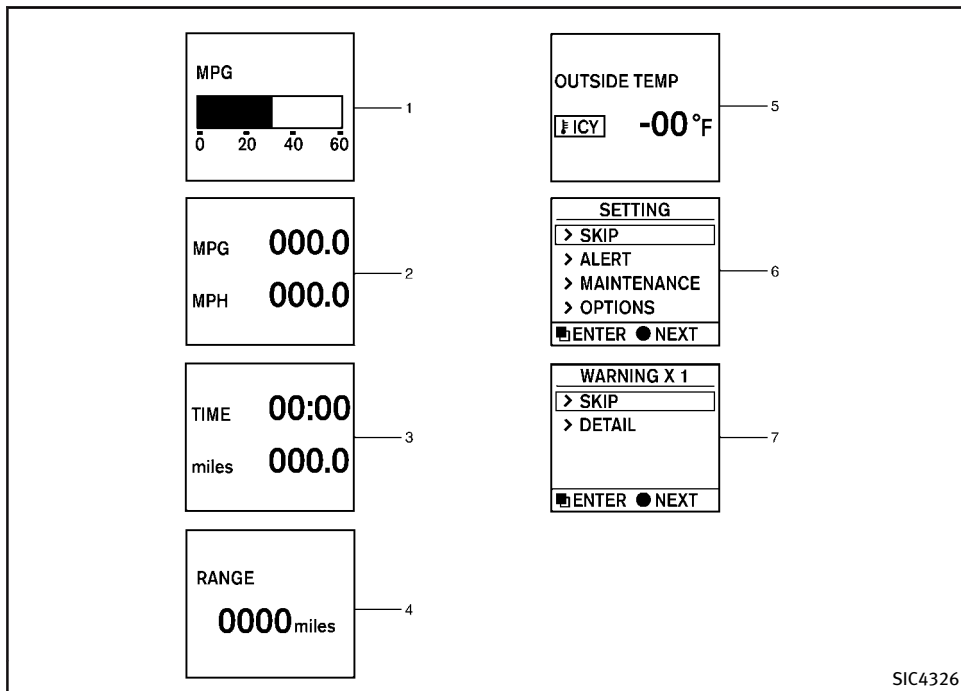 MPG
0 20 40 60
1
MPG 000.0
MPH 000.0
2
TIME 00:00
miles 000.0
3
RANGE
0000 miles
4
OUTSIDE TEMP
ICY -00°F
5
SETTING
> SKIP
> ALERT
> MAINTENANCE
> OPTIONS
ENTER ● NEXT
6
WARNING X 1
> SKIP
> DETAIL
ENTER ● NEXT
7
SIC4326